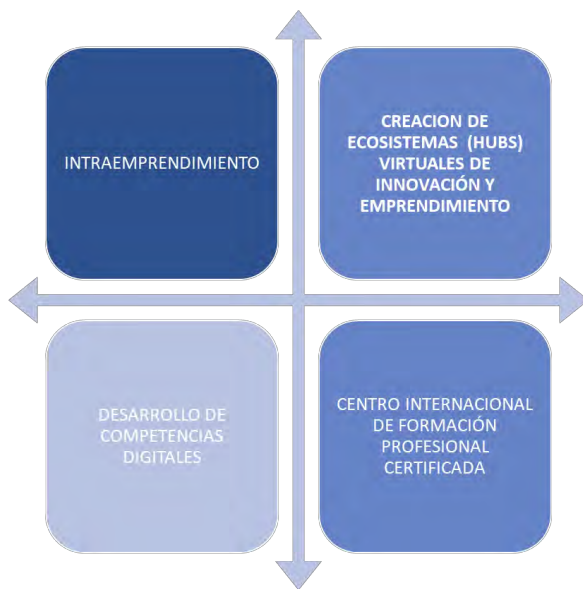 INTRAEMPRENDIMIENTO
CREACION DE
ECOSISTEMAS (HUBS)
VIRTUALES DE
INNOVACIÓN Y
EMPRENDIMIENTO
DESARROLLO DE
COMPETENCIAS
DIGITALES
CENTRO INTERNACIONAL
DE FORMACIÓN
PROFESIONAL
CERTIFICADA